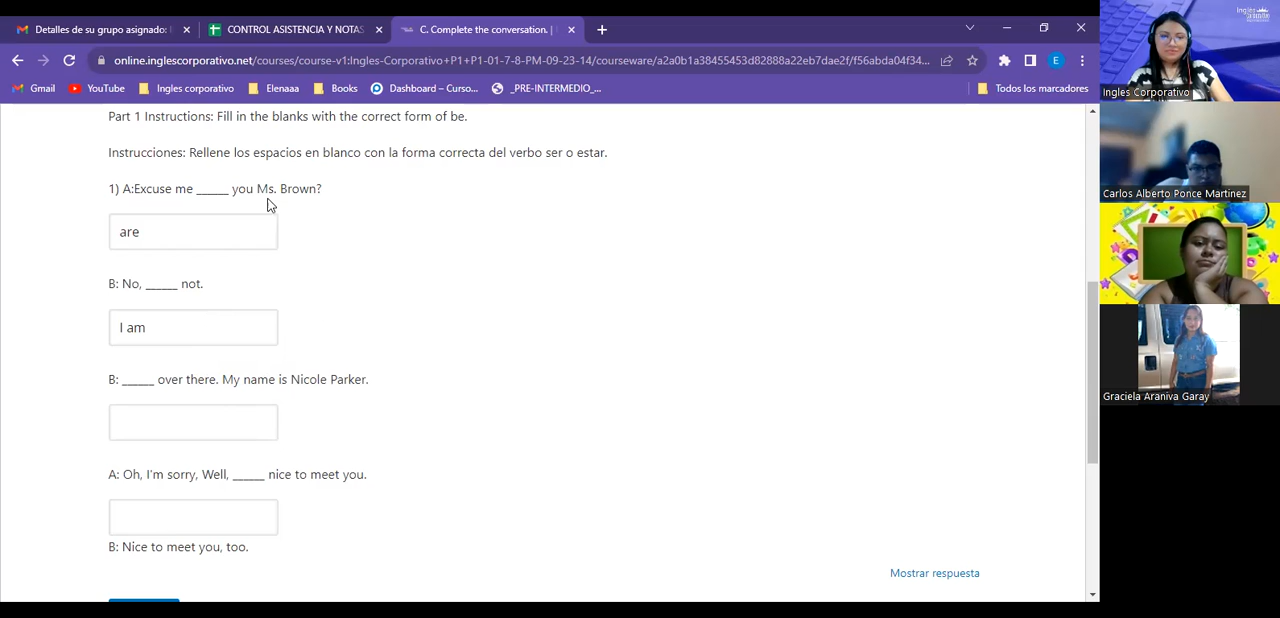 Detalles de su grupo asignado:
CONTROL ASISTENCIA Y NOTAS
C. Complete the conversation. |
online.inglescorporativo.net/courses/course-v1:Ingles-Corporativo+P1+P1-01-7-8-PM-09-23-14/courseware/a2a0b1a38455453d82888a22eb7dae2f/f56abda04f34...
E
Gmail
YouTube
Ingles corporativo
Elenaaa
Books
Dashboard – Curso...
_PRE-INTERMEDIO_...
Todos los marcadores
Part 1 Instructions: Fill in the blanks with the correct form of be.
Instrucciones: Rellene los espacios en blanco con la forma correcta del verbo ser o estar.
1) A:Excuse me ______ you Ms. Brown?
are
B: No, ______ not.
I am
B: ______ over there. My name is Nicole Parker.
A: Oh, I'm sorry, Well, ______ nice to meet you.
B: Nice to meet you, too.
Mostrar respuesta
Ingles
Ingles Corporativo
Carlos Alberto Ponce Martinez
Graciela Araniva Garay